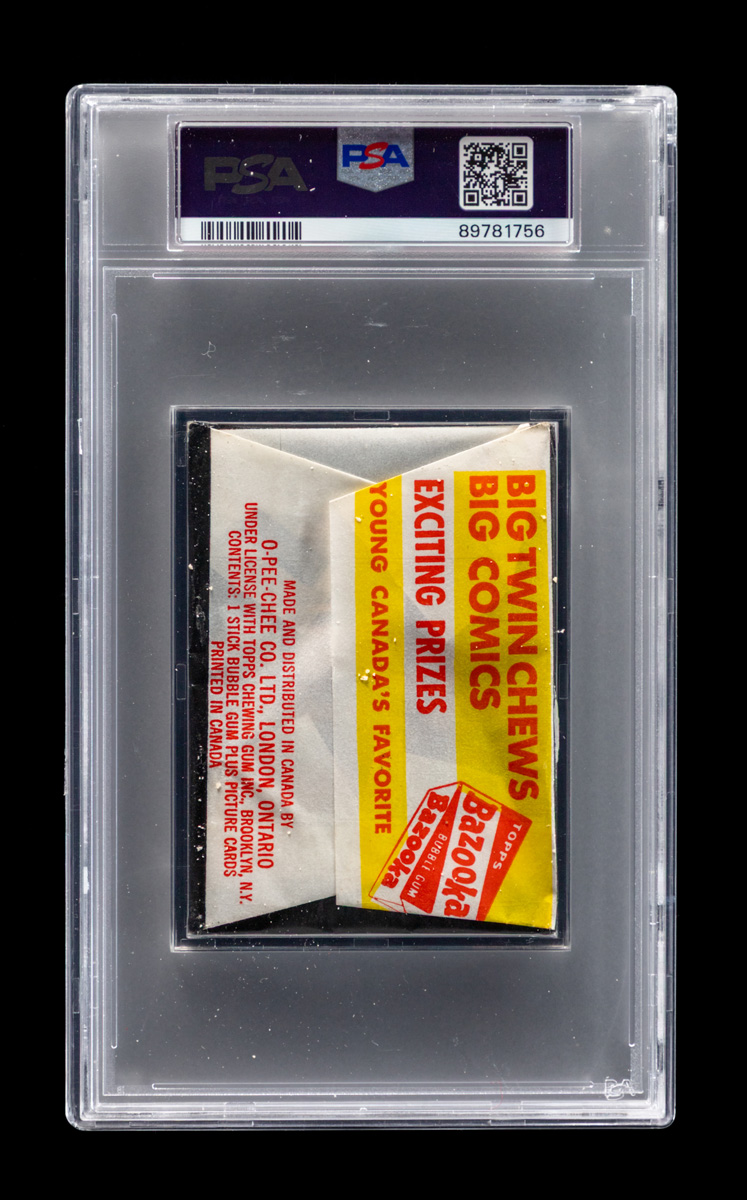 PSA
PSA
89781756
BIG TWIN CHEWS
BIG COMICS
EXCITING PRIZES
YOUNG CANADA'S FAVORITE
TOPPS
Bazooka
BUBBLE GUM
Bazooka
MADE AND DISTRIBUTED IN CANADA BY
O-PEE-CHEE CO. LTD., LONDON, ONTARIO
UNDER LICENSE WITH TOPPS CHEWING GUM INC., BROOKLYN, N.Y.
CONTENTS: 1 STICK BUBBLE GUM PLUS PICTURE CARDS
PRINTED IN CANADA
PSA